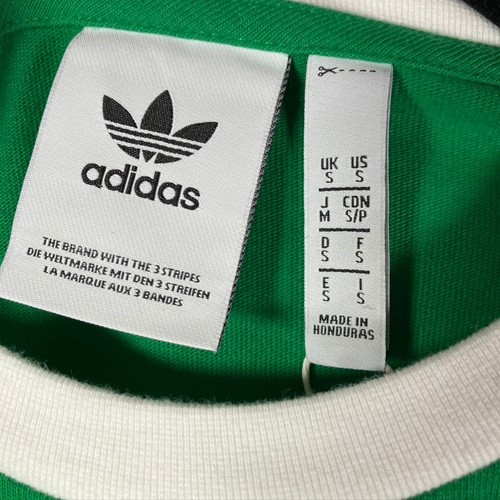 adidas
THE BRAND WITH THE 3 STRIPES
DIE WELTMARKE MIT DEN 3 STREIFEN
LA MARQUE AUX 3 BANDES
UK US
S S
J CDN
M S/P
D F
S S
ES I
S S
MADE IN
HONDURAS